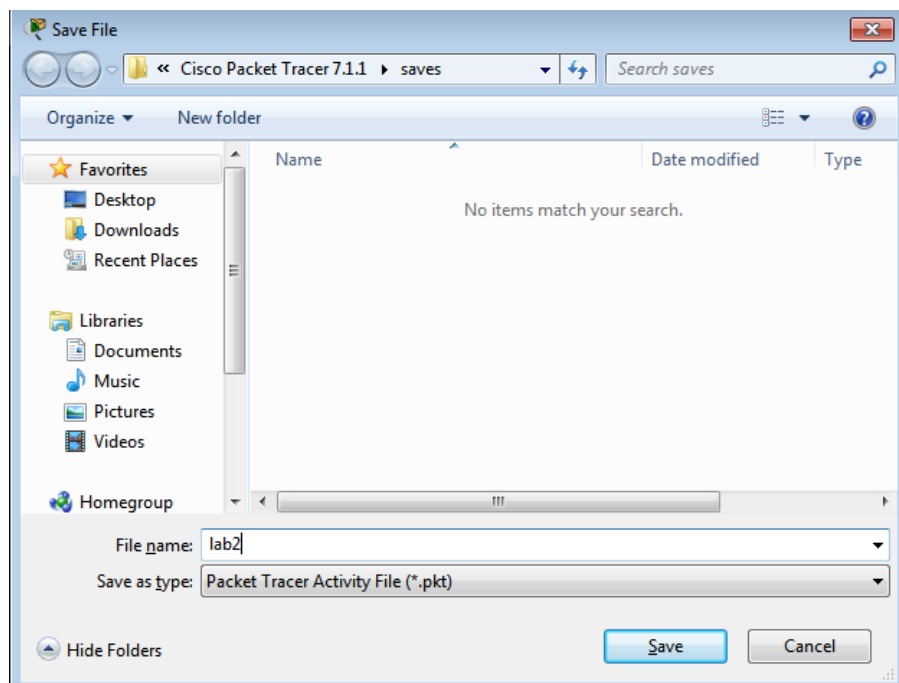 Save File
« Cisco Packet Tracer 7.1.1 ▸ saves
Search saves
Organize
New folder
Name
Date modified
Type
No items match your search.
Favorites
Desktop
Downloads
Recent Places
Libraries
Documents
Music
Pictures
Videos
Homegroup
File name: lab2
Save as type: Packet Tracer Activity File (*.pkt)
Hide Folders
Save
Cancel